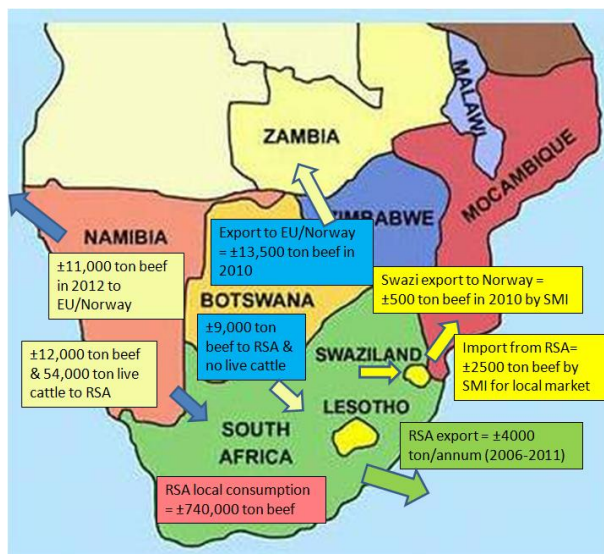 ZAMBIA
MALAWI
MOCAMBIQUE
ZIMBABWE
NAMIBIA
BOTSWANA
Export to EU/Norway
= ±13,500 ton beef in
2010
±11,000 ton beef
in 2012 to
EU/Norway
Swazi export to Norway =
±500 ton beef in 2010 by SMI
±9,000 ton
beef to RSA &
no live cattle
±12,000 ton beef
& 54,000 ton live
cattle to RSA
SWAZILAND
Import from RSA=
±2500 ton beef by
SMI for local market
LESOTHO
SOUTH
AFRICA
RSA export = ±4000
ton/annum (2006-2011)
RSA local consumption
= ±740,000 ton beef